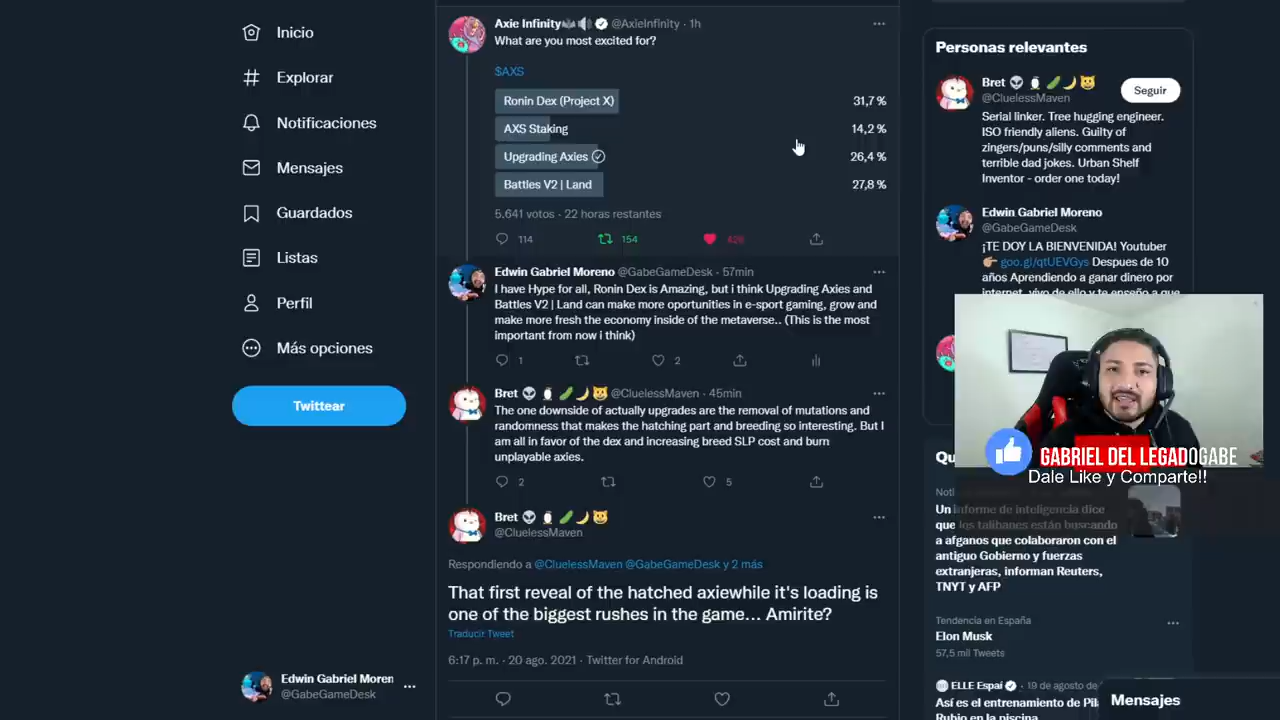 Inicio
Explorar
Notificaciones
Mensajes
Guardados
Listas
Perfil
Más opciones
Twittear
Edwin Gabriel Moren
@GabeGameDesk
Axie Infinity @AxieInfinity · 1h
What are you most excited for?
$AXS
Ronin Dex (Project X) 31,7 %
AXS Staking 14,2 %
Upgrading Axies 26,4 %
Battles V2 | Land 27,8 %
5.641 votos · 22 horas restantes
114 154 426
Edwin Gabriel Moreno @GabeGameDesk · 57min
I have Hype for all, Ronin Dex is Amazing, but i think Upgrading Axies and
Battles V2 | Land can make more oportunities in e-sport gaming, grow and
make more fresh the economy inside of the metaverse.. (This is the most
important from now i think)
1 2
Bret @CluelessMaven · 45min
The one downside of actually upgrades are the removal of mutations and
randomness that makes the hatching part and breeding so interesting. But I
am all in favor of the dex and increasing breed SLP cost and burn
unplayable axies.
2 5
Bret
@CluelessMaven
Respondiendo a @CluelessMaven @GabeGameDesk y 2 más
That first reveal of the hatched axiewhile it's loading is
one of the biggest rushes in the game... Amirite?
Traducir Tweet
6:17 p. m. · 20 ago. 2021 · Twitter for Android
Personas relevantes
Bret
@CluelessMaven
Seguir
Serial linker. Tree hugging engineer.
ISO friendly aliens. Guilty of
zingers/puns/silly comments and
terrible dad jokes. Urban Shelf
Inventor - order one today!
Edwin Gabriel Moreno
@GabeGameDesk
¡TE DOY LA BIENVENIDA! Youtuber
goo.gl/qtUEVGys Despues de 10
años Aprendiendo a ganar dinero por
internet, vivo de ello y te enseño a que
GABRIEL DEL LEGADOGABE
Dale Like y Comparte!!
Qu
Noti
Un informe de inteligencia dice
que los talibanes están buscando
a afganos que colaboraron con el
antiguo Gobierno y fuerzas
extranjeras, informan Reuters,
TNYT y AFP
Tendencia en España
Elon Musk
57,5 mil Tweets
ELLE Espai · 19 de agosto de
Así es el entrenamiento de Pila
Rubio en la piscina
Mensajes